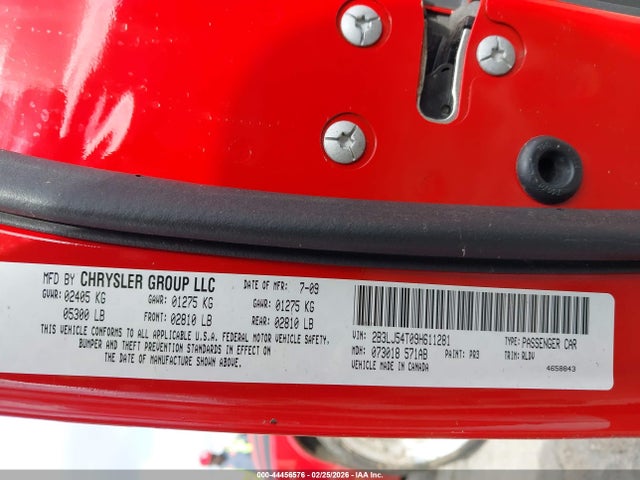 MFD BY CHRYSLER GROUP LLC DATE OF MFR: 7-09
GVWR: 02405 KG GAWR: 01275 KG GAWR: 01275 KG
05300 LB FRONT: 02810 LB REAR: 02810 LB
THIS VEHICLE CONFORMS TO ALL APPLICABLE U.S.A. FEDERAL MOTOR VEHICLE SAFETY,
BUMPER AND THEFT PREVENTION STANDARDS IN EFFECT ON
THE DATE OF MANUFACTURE SHOWN ABOVE.
VIN: 2B3LJ54T09H611281 TYPE: PASSENGER CAR
MDH: 073018 571AB PAINT: PR3 TRIM: RLDV
VEHICLE MADE IN CANADA 4658843
000-44456576 - 02/25/2026 - IAA Inc.